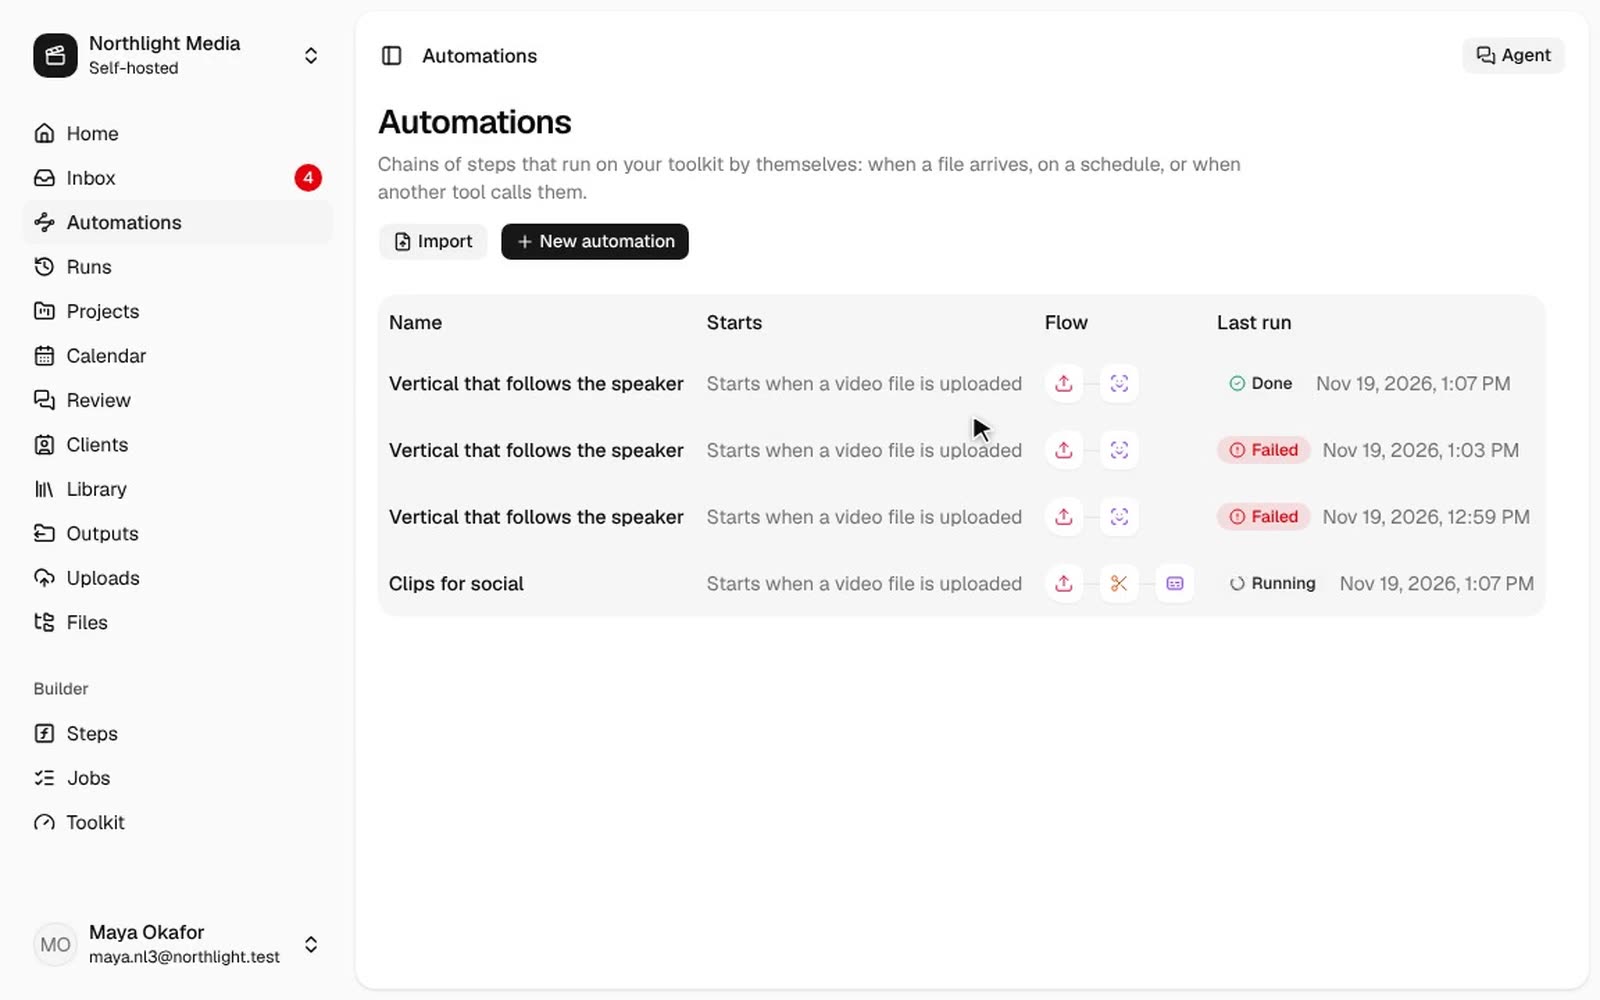 Northlight Media
Self-hosted
Home
Inbox 4
Automations
Runs
Projects
Calendar
Review
Clients
Library
Outputs
Uploads
Files
Builder
Steps
Jobs
Toolkit
MO
Maya Okafor
maya.nl3@northlight.test
Automations
Agent
Automations
Chains of steps that run on your toolkit by themselves: when a file arrives, on a schedule, or when
another tool calls them.
Import
New automation
Name Starts Flow Last run
Vertical that follows the speaker Starts when a video file is uploaded Done Nov 19, 2026, 1:07 PM
Vertical that follows the speaker Starts when a video file is uploaded Failed Nov 19, 2026, 1:03 PM
Vertical that follows the speaker Starts when a video file is uploaded Failed Nov 19, 2026, 12:59 PM
Clips for social Starts when a video file is uploaded Running Nov 19, 2026, 1:07 PM